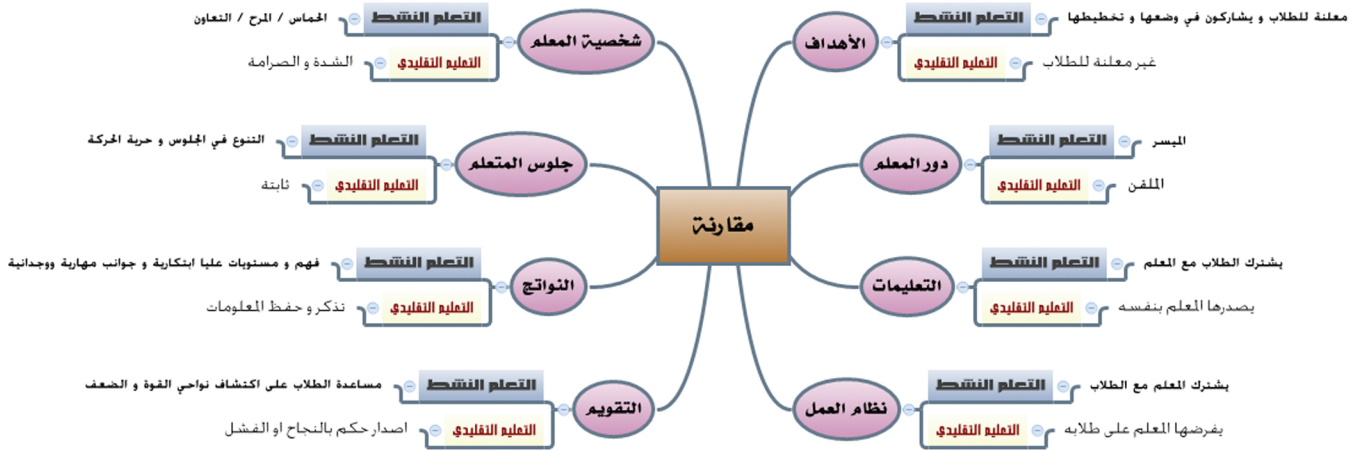 مقارنة
الأهداف
التعلم النشط
معلنة للطلاب و يشاركون في وضعها و تخطيطها
التعليم التقليدي
غير معلنة للطلاب
دور المعلم
التعلم النشط
الميسر
التعليم التقليدي
الملقن
التعليمات
التعلم النشط
يشترك الطلاب مع المعلم
التعليم التقليدي
يصدرها المعلم بنفسه
نظام العمل
التعلم النشط
يشترك المعلم مع الطلاب
التعليم التقليدي
يفرضها المعلم على طلابه
شخصية المعلم
التعلم النشط
الحماس / المرح / التعاون
التعليم التقليدي
الشدة و الصرامة
جلوس المتعلم
التعلم النشط
التنوع في الجلوس و حرية الحركة
التعليم التقليدي
ثابتة
النواتج
التعلم النشط
فهم و مستويات عليا ابتكارية و جوانب مهارية ووجدانية
التعليم التقليدي
تذكر و حفظ المعلومات
التقويم
التعلم النشط
مساعدة الطلاب على اكتشاف نواحي القوة و الضعف
التعليم التقليدي
اصدار حكم بالنجاح او الفشل